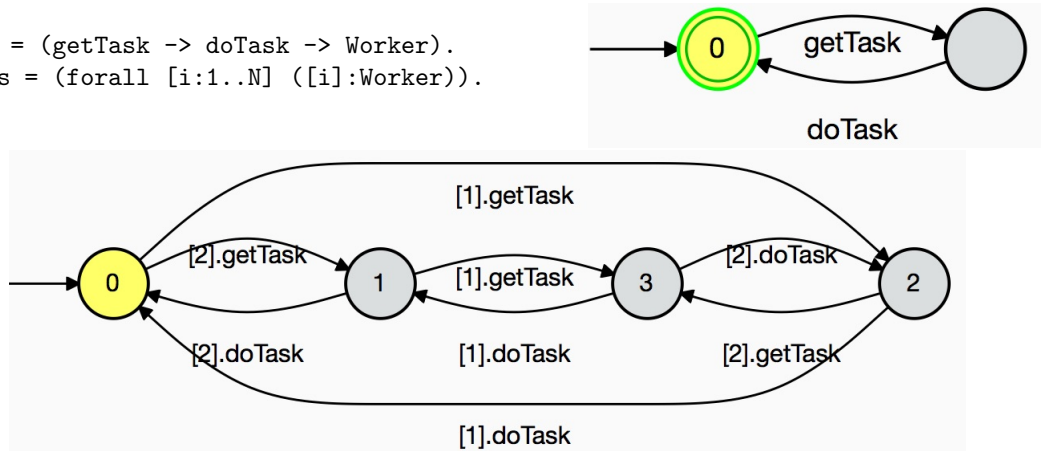 = (getTask -> doTask -> Worker).
s = (forall [i:1..N] ([i]:Worker)).
0
getTask
doTask
[1].getTask
0
[2].getTask
1
[1].getTask
3
[2].doTask
2
[2].doTask
[1].doTask
[2].getTask
[1].doTask